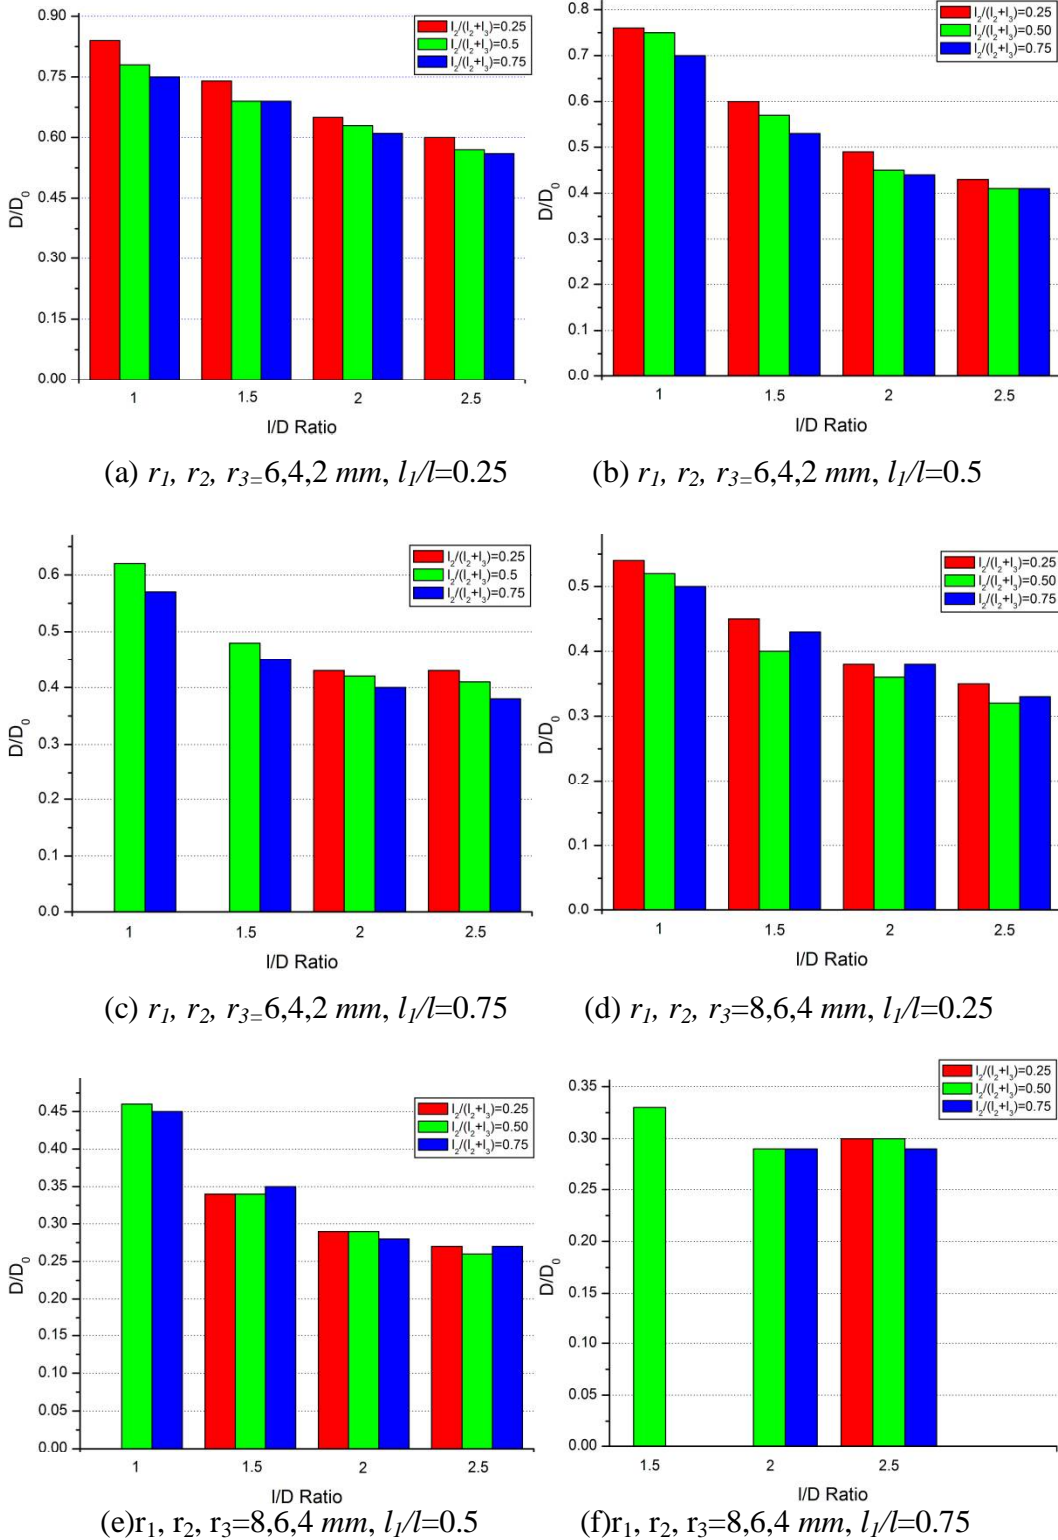 0.90
0.75
0.60
0.45
0.30
0.15
0.00
D/D₀
l₂/(l₂+l₃)=0.25
l₂/(l₂+l₃)=0.5
l₂/(l₂+l₃)=0.75
1 1.5 2 2.5
l/D Ratio
(a) r₁, r₂, r₃=6,4,2 mm, l₁/l=0.25
0.8
0.7
0.6
0.5
0.4
0.3
0.2
0.1
0.0
D/D₀
l₂/(l₂+l₃)=0.25
l₂/(l₂+l₃)=0.50
l₂/(l₂+l₃)=0.75
1 1.5 2 2.5
l/D Ratio
(b) r₁, r₂, r₃=6,4,2 mm, l₁/l=0.5
0.6
0.5
0.4
0.3
0.2
0.1
0.0
D/D₀
l₂/(l₂+l₃)=0.25
l₂/(l₂+l₃)=0.5
l₂/(l₂+l₃)=0.75
1 1.5 2 2.5
l/D Ratio
(c) r₁, r₂, r₃=6,4,2 mm, l₁/l=0.75
0.5
0.4
0.3
0.2
0.1
0.0
D/D₀
l₂/(l₂+l₃)=0.25
l₂/(l₂+l₃)=0.50
l₂/(l₂+l₃)=0.75
1 1.5 2 2.5
l/D Ratio
(d) r₁, r₂, r₃=8,6,4 mm, l₁/l=0.25
0.45
0.40
0.35
0.30
0.25
0.20
0.15
0.10
0.05
0.00
D/D₀
l₂/(l₂+l₃)=0.25
l₂/(l₂+l₃)=0.50
l₂/(l₂+l₃)=0.75
1 1.5 2 2.5
l/D Ratio
(e)r₁, r₂, r₃=8,6,4 mm, l₁/l=0.5
0.35
0.30
0.25
0.20
0.15
0.10
0.05
0.00
D/D₀
l₂/(l₂+l₃)=0.25
l₂/(l₂+l₃)=0.50
l₂/(l₂+l₃)=0.75
1.5 2 2.5
l/D Ratio
(f)r₁, r₂, r₃=8,6,4 mm, l₁/l=0.75